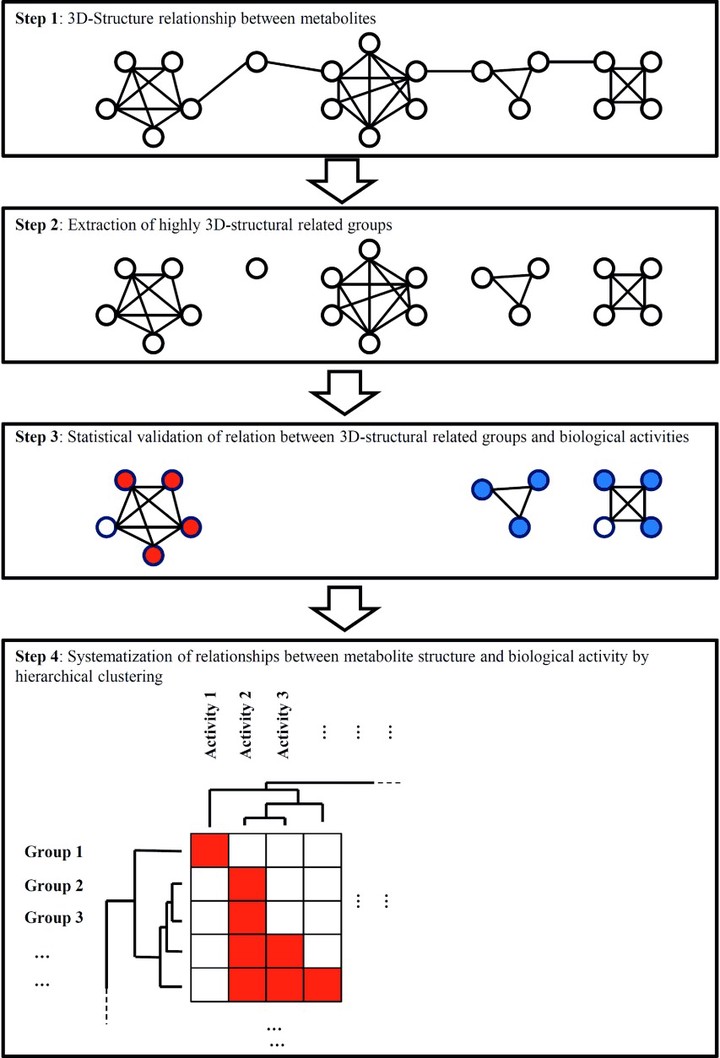 Step 1: 3D-Structure relationship between metabolites
Step 2: Extraction of highly 3D-structural related groups
Step 3: Statistical validation of relation between 3D-structural related groups and biological activities
Step 4: Systematization of relationships between metabolite structure and biological activity by
hierarchical clustering
Activity 1
Activity 2
Activity 3
...
...
...
Group 1
Group 2
Group 3
...
...
...
...
...
...